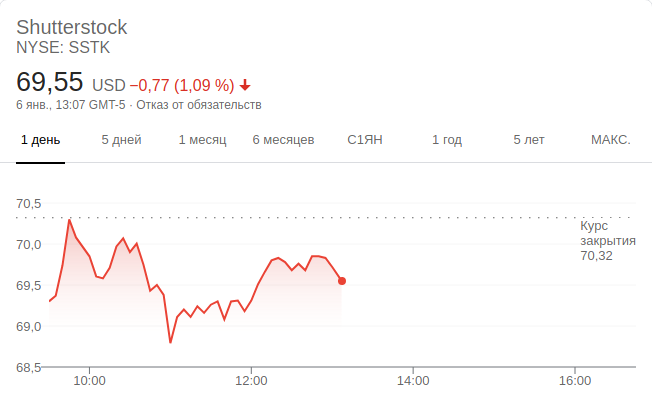 Shutterstock
NYSE: SSTK
69,55 USD −0,77 (1,09 %)
6 янв., 13:07 GMT-5 · Отказ от обязательств
1 день 5 дней 1 месяц 6 месяцев С1ЯН 1 год 5 лет МАКС.
70,5
Курс
закрытия
70,32
70,0
69,5
69,0
68,5
10:00 12:00 14:00 16:00